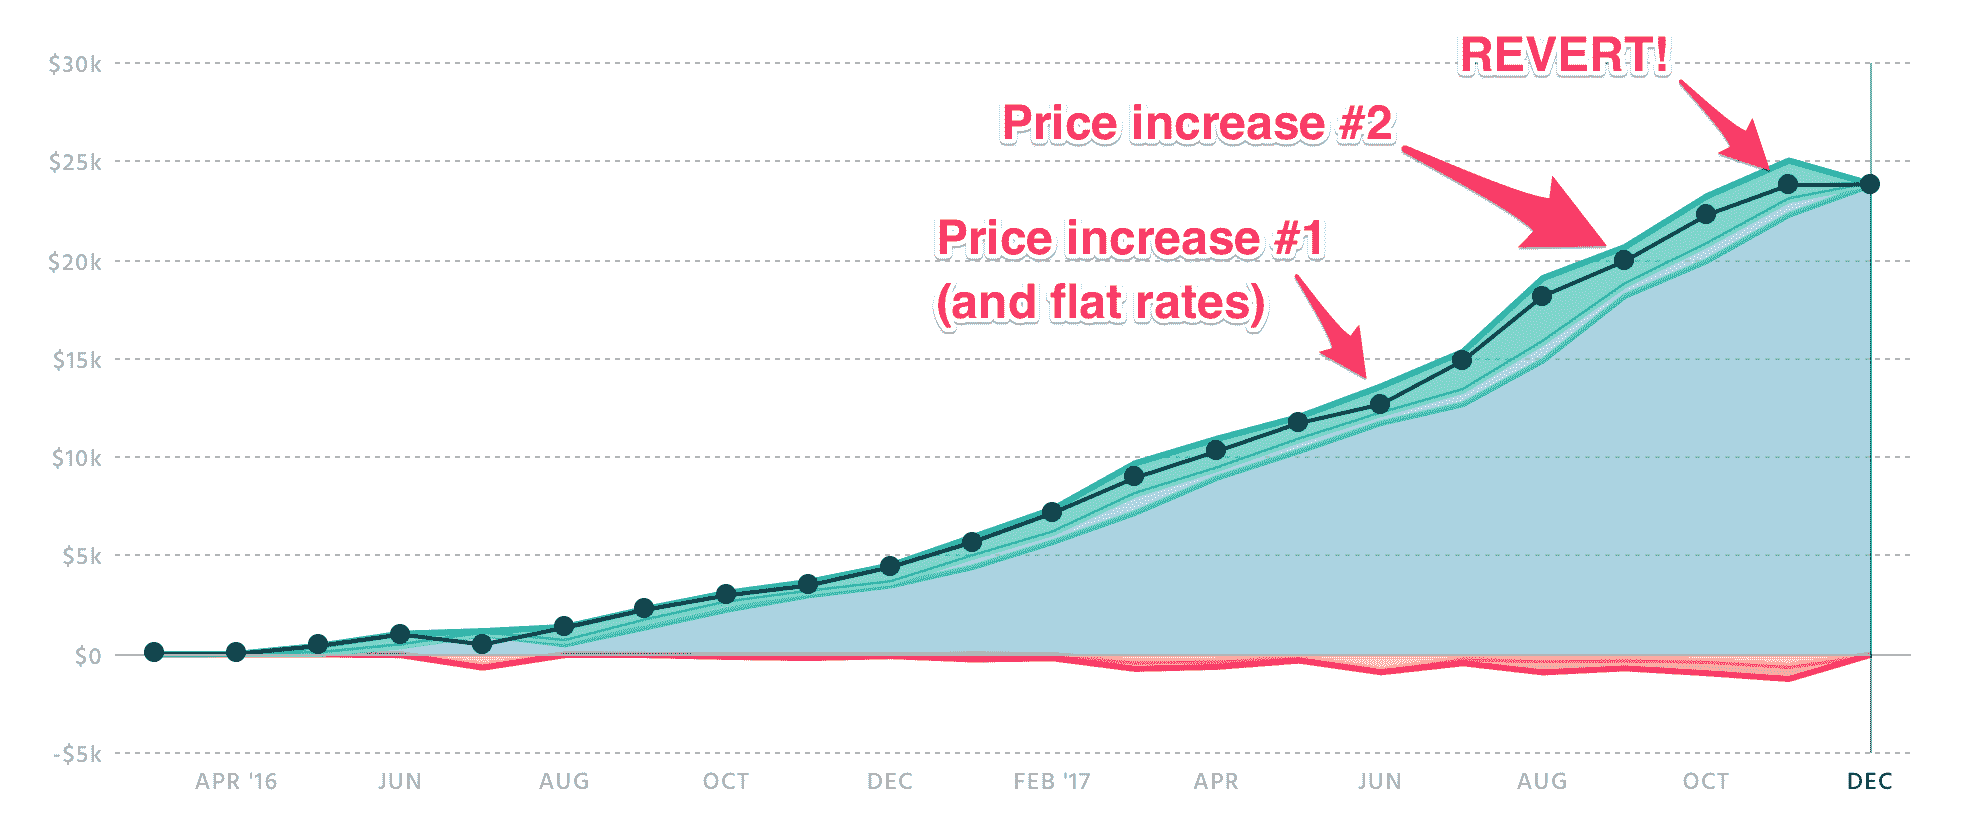 REVERT!
Price increase #2
Price increase #1
(and flat rates)
$30k
$25k
$20k
$15k
$10k
$5k
$0
-$5k
APR '16 JUN AUG OCT DEC FEB '17 APR JUN AUG OCT DEC